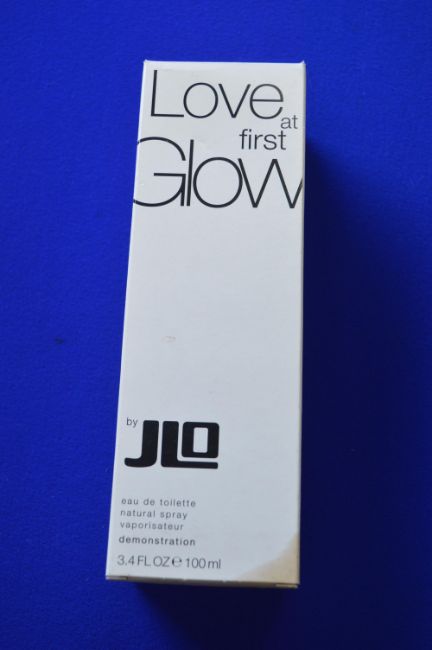 Love
at
first
Glow
by
JLO
eau de toilette
natural spray
vaporisateur
demonstration
3.4 FL OZ ℮ 100 ml